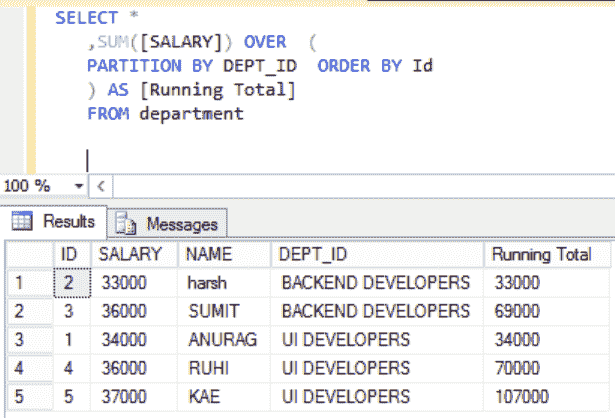 SELECT *
,SUM([SALARY]) OVER (
PARTITION BY DEPT_ID ORDER BY Id
) AS [Running Total]
FROM department
100 %
Results Messages
ID SALARY NAME DEPT_ID Running Total
1 2 33000 harsh BACKEND DEVELOPERS 33000
2 3 36000 SUMIT BACKEND DEVELOPERS 69000
3 1 34000 ANURAG UI DEVELOPERS 34000
4 4 36000 RUHI UI DEVELOPERS 70000
5 5 37000 KAE UI DEVELOPERS 107000